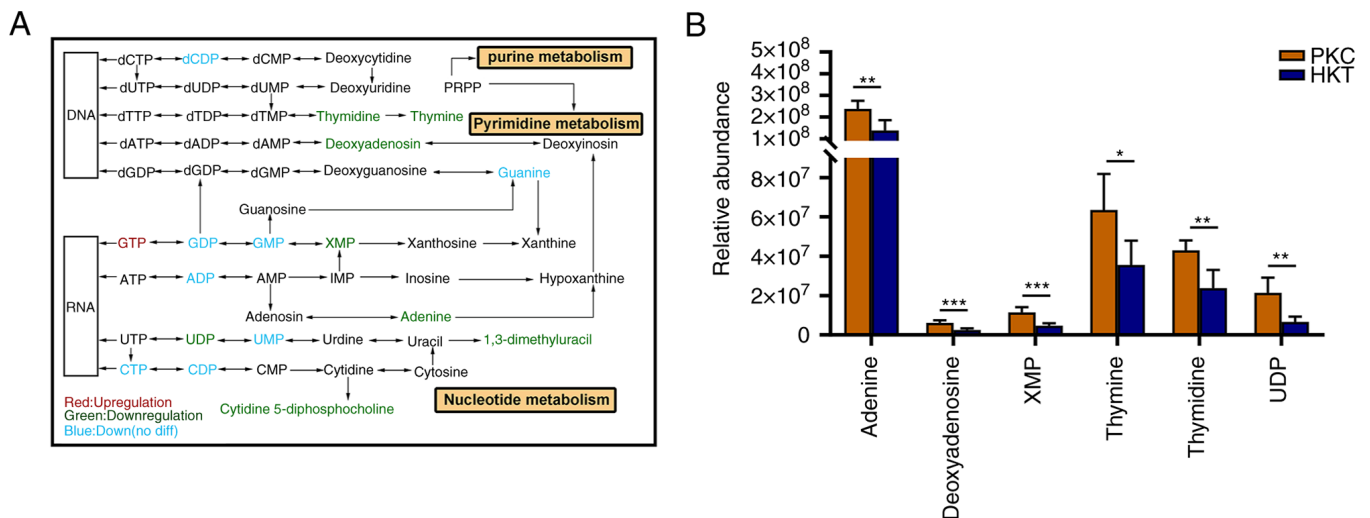 A
dCTP dCDP dCMP Deoxycytidine purine metabolism
dUTP dUDP dUMP Deoxyuridine PRPP
DNA dTTP dTDP dTMP Thymidine Thymine Pyrimidine metabolism
dATP dADP dAMP Deoxyadenosin Deoxyinosin
dGDP dGDP dGMP Deoxyguanosine Guanine
Guanosine
GTP GDP GMP XMP Xanthosine Xanthine
ATP ADP AMP IMP Inosine Hypoxanthine
RNA Adenosin Adenine
UTP UDP UMP Urdine Uracil 1,3-dimethyluracil
CTP CDP CMP Cytidine Cytosine
Nucleotide metabolism
Cytidine 5-diphosphocholine
Red:Upregulation
Green:Downregulation
Blue:Down(no diff)
B
PKC
HKT
Relative abundance
5×10⁸
4×10⁸
3×10⁸
2×10⁸
1×10⁸
8×10⁷
6×10⁷
4×10⁷
2×10⁷
0
** *** *** * ** **
Adenine
Deoxyadenosine
XMP
Thymine
Thymidine
UDP